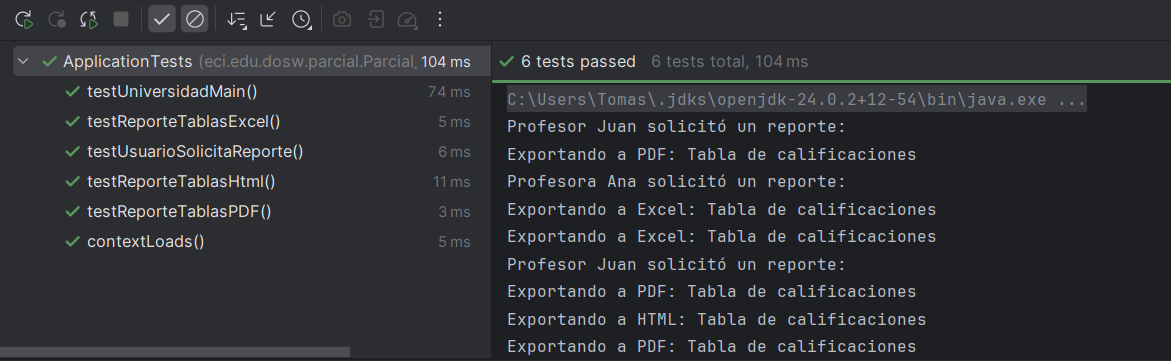 ApplicationTests (eci.edu.dosw.parcial.Parcial_ 104 ms
testUniversidadMain() 74 ms
testReporteTablasExcel() 5 ms
testUsuarioSolicitaReporte() 6 ms
testReporteTablasHtml() 11 ms
testReporteTablasPDF() 3 ms
contextLoads() 5 ms
6 tests passed 6 tests total, 104 ms
C:\Users\Tomas\.jdks\openjdk-24.0.2+12-54\bin\java.exe ...
Profesor Juan solicitó un reporte:
Exportando a PDF: Tabla de calificaciones
Profesora Ana solicitó un reporte:
Exportando a Excel: Tabla de calificaciones
Exportando a Excel: Tabla de calificaciones
Profesor Juan solicitó un reporte:
Exportando a PDF: Tabla de calificaciones
Exportando a HTML: Tabla de calificaciones
Exportando a PDF: Tabla de calificaciones